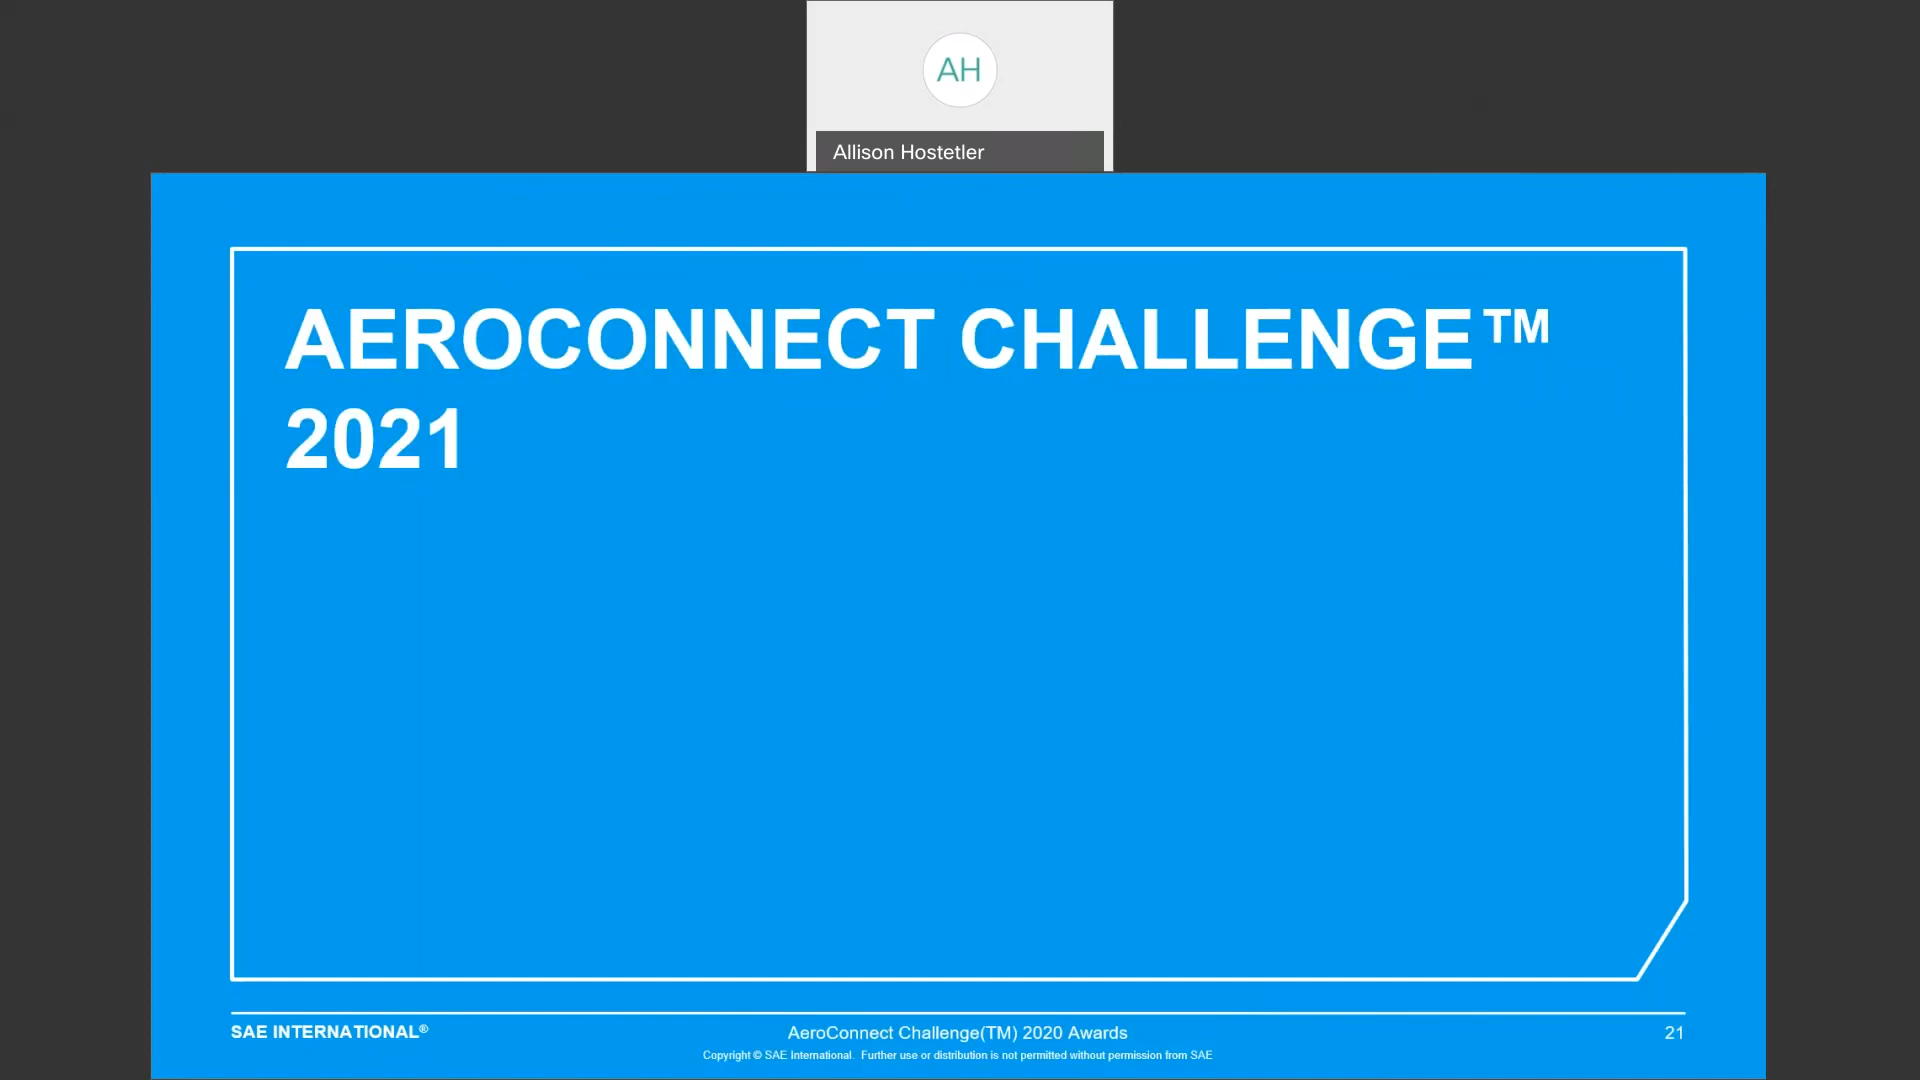 AH
Allison Hostetler
AEROCONNECT CHALLENGE™
2021
SAE INTERNATIONAL®
AeroConnect Challenge(TM) 2020 Awards
21
Copyright © SAE International. Further use or distribution is not permitted without permission from SAE